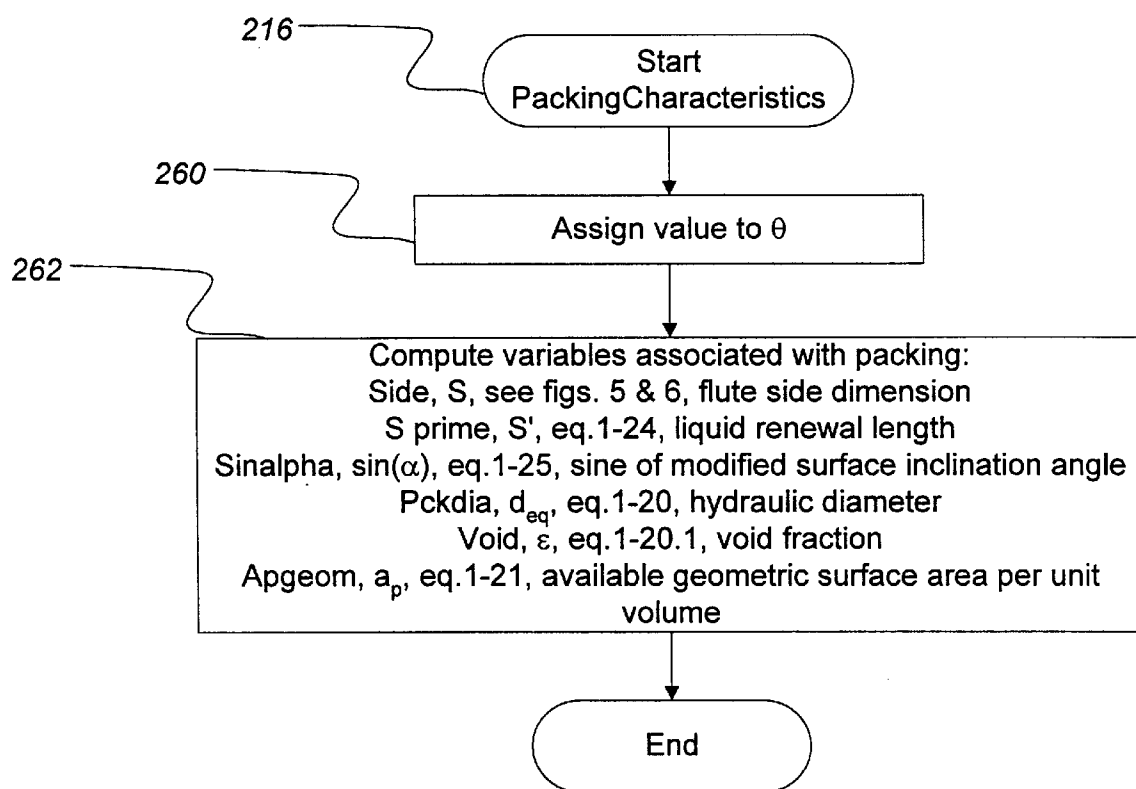 216
Start
PackingCharacteristics
260
Assign value to θ
262
Compute variables associated with packing:
Side, S, see figs. 5 & 6, flute side dimension
S prime, S', eq.1-24, liquid renewal length
Sinalpha, sin(α), eq.1-25, sine of modified surface inclination angle
Pckdia, d_eq, eq.1-20, hydraulic diameter
Void, ε, eq.1-20.1, void fraction
Apgeom, a_p, eq.1-21, available geometric surface area per unit
volume
End